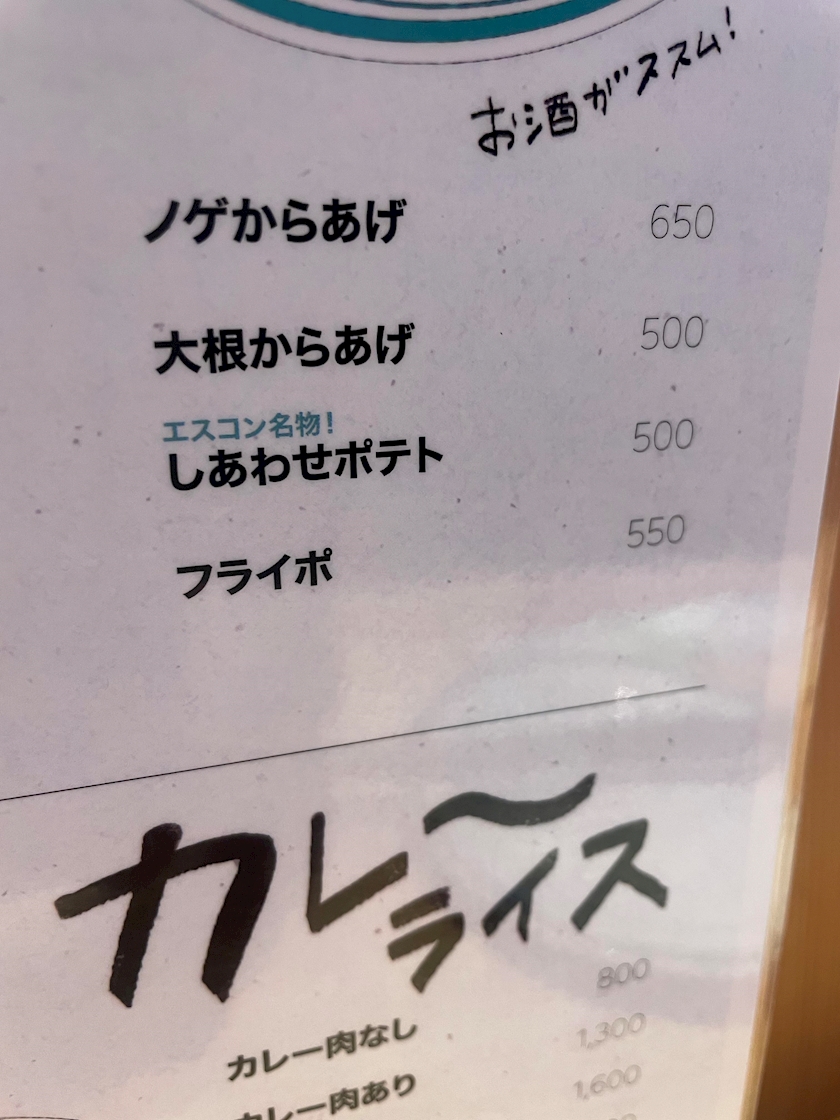 お酒がススム!
ノゲからあげ 650
大根からあげ 500
エスコン名物!
しあわせポテト 500
フライポ 550
カレ〜ライス
800
カレー肉なし 1,300
カレー肉あり 1,600